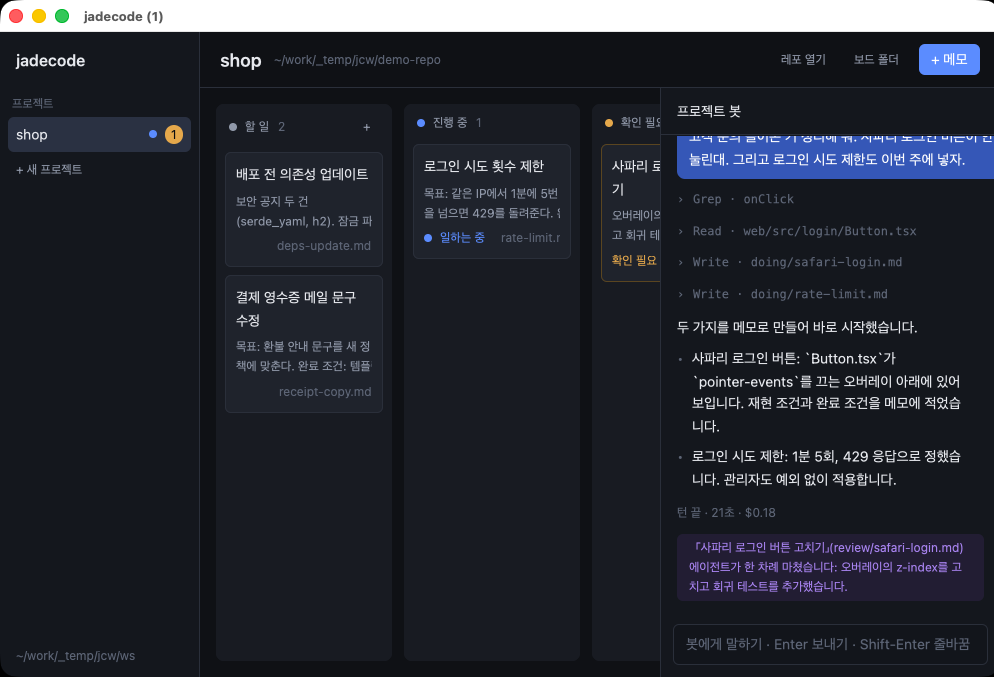 jadecode (1)
jadecode
프로젝트
shop
1
+ 새 프로젝트
~/work/_temp/jcw/ws
shop ~/work/_temp/jcw/demo-repo
레포 열기
보드 폴더
+ 메모
할 일 2 +
배포 전 의존성 업데이트
보안 공지 두 건
(serde_yaml, h2). 잠금 파
deps-update.md
결제 영수증 메일 문구
수정
목표: 환불 안내 문구를 새 정
책에 맞춘다. 완료 조건: 템플
receipt-copy.md
진행 중 1
로그인 시도 횟수 제한
목표: 같은 IP에서 1분에 5번
을 넘으면 429를 돌려준다.
일하는 중 rate-limit.r
확인 필요
사파리 로
기
오버레이의
고 회귀 테
확인 필요
프로젝트 봇
눌린대. 그리고 로그인 시도 제한도 이번 주에 넣자.
› Grep · onClick
› Read · web/src/login/Button.tsx
› Write · doing/safari-login.md
› Write · doing/rate-limit.md
두 가지를 메모로 만들어 바로 시작했습니다.
• 사파리 로그인 버튼: `Button.tsx`가
`pointer-events`를 끄는 오버레이 아래에 있어
보입니다. 재현 조건과 완료 조건을 메모에 적었습
니다.
• 로그인 시도 제한: 1분 5회, 429 응답으로 정했습
니다. 관리자도 예외 없이 적용합니다.
턴 끝 · 21초 · $0.18
『사파리 로그인 버튼 고치기』(review/safari-login.md)
에이전트가 한 차례 마쳤습니다: 오버레이의 z-index를 고
치고 회귀 테스트를 추가했습니다.
봇에게 말하기 · Enter 보내기 · Shift-Enter 줄바꿈